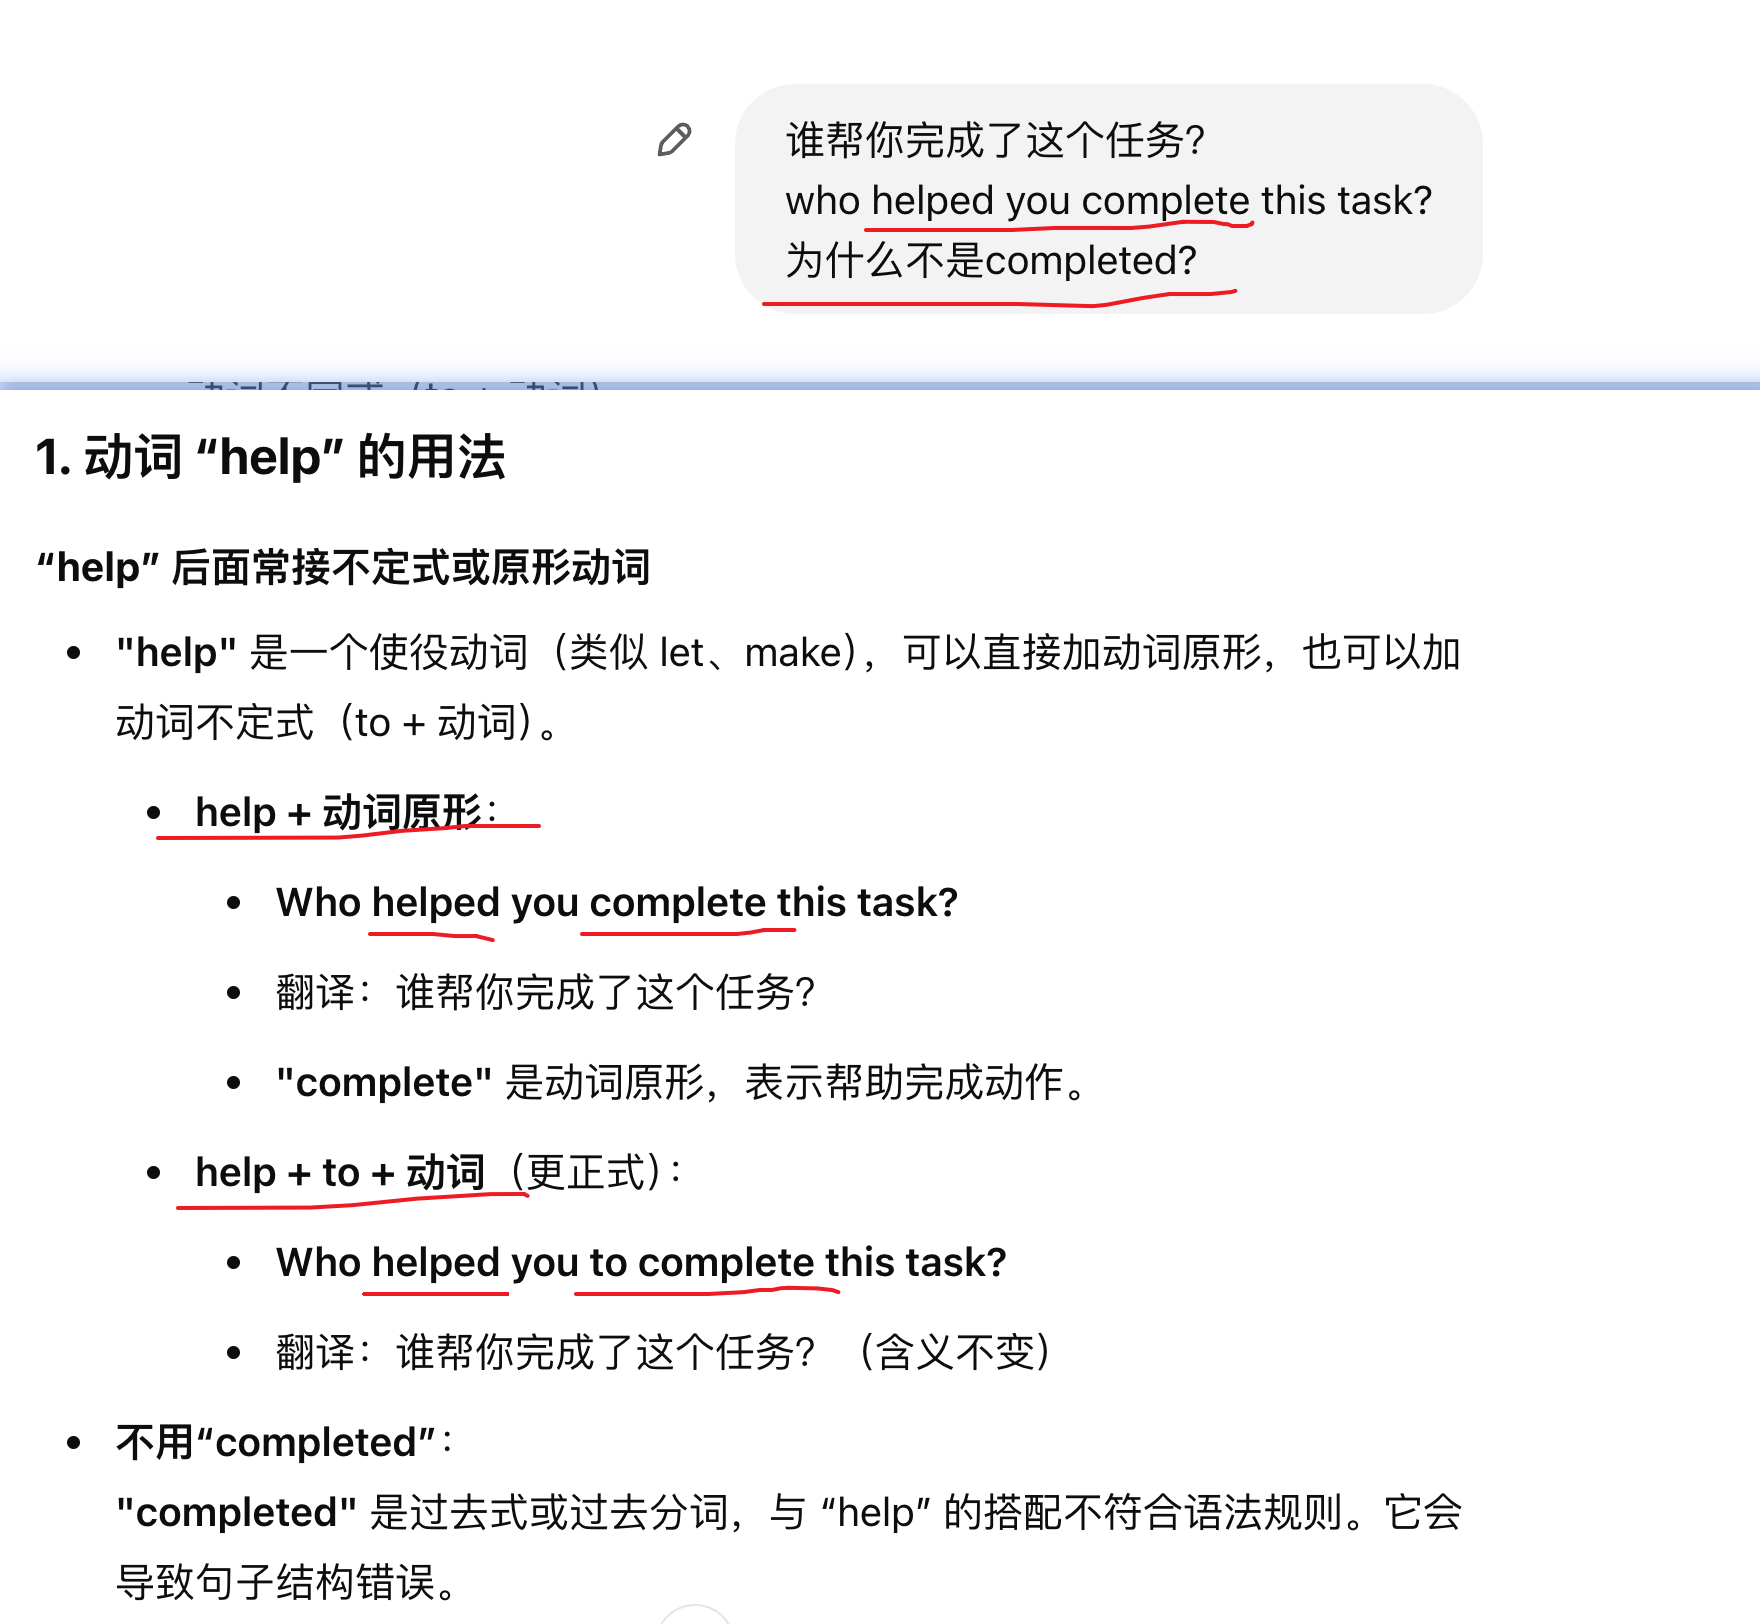 谁帮你完成了这个任务?
who helped you complete this task?
为什么不是completed?
1. 动词 “help” 的用法
“help” 后面常接不定式或原形动词
• "help" 是一个使役动词（类似 let、make），可以直接加动词原形，也可以加
动词不定式（to + 动词）。
• help + 动词原形：
• Who helped you complete this task?
• 翻译：谁帮你完成了这个任务?
• "complete" 是动词原形，表示帮助完成动作。
• help + to + 动词（更正式）：
• Who helped you to complete this task?
• 翻译：谁帮你完成了这个任务? （含义不变）
• 不用“completed”：
"completed" 是过去式或过去分词，与 “help” 的搭配不符合语法规则。它会
导致句子结构错误。